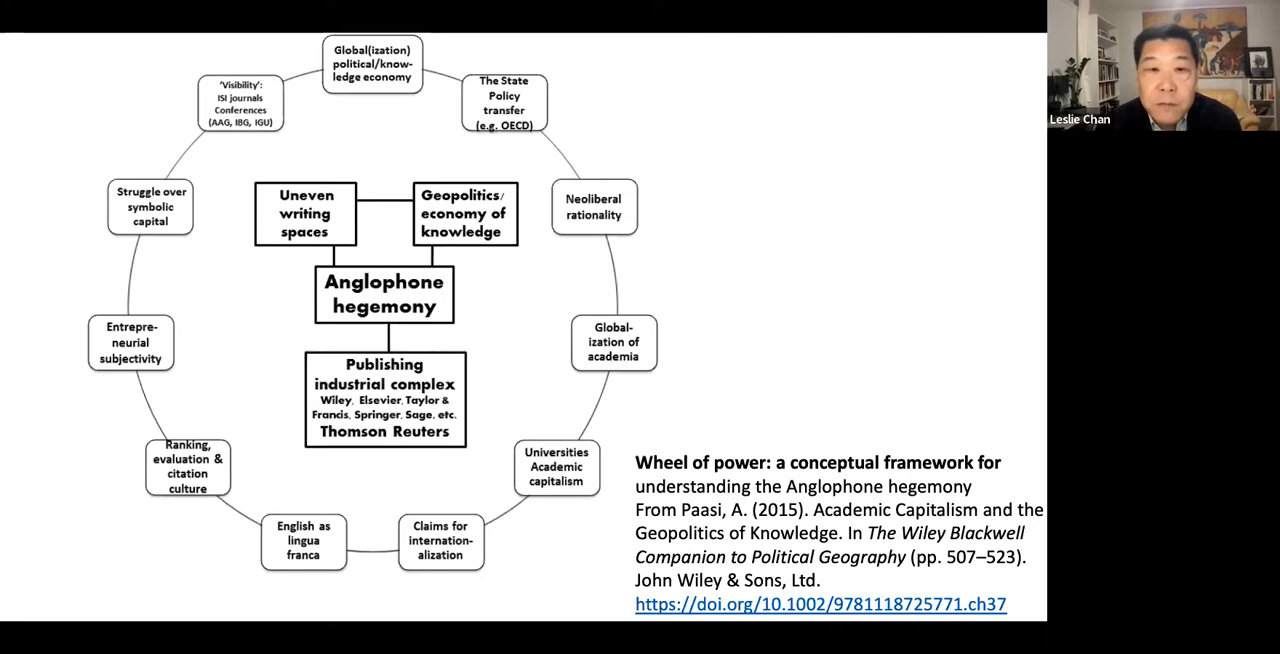 Global(ization)
political/know-
ledge economy
The State
Policy
transfer
(e.g. OECD)
Neoliberal
rationality
Global-
ization of
academia
Universities
Academic
capitalism
Claims for
internation-
alization
English as
lingua
franca
Ranking,
evaluation &
citation
culture
Entrepre-
neurial
subjectivity
Struggle over
symbolic
capital
'Visibility':
ISI journals
Conferences
(AAG, IBG, IGU)
Uneven
writing
spaces
Geopolitics/
economy of
knowledge
Anglophone
hegemony
Publishing
industrial complex
Wiley, Elsevier, Taylor &
Francis, Springer, Sage, etc.
Thomson Reuters
Wheel of power: a conceptual framework for
understanding the Anglophone hegemony
From Paasi, A. (2015). Academic Capitalism and the
Geopolitics of Knowledge. In The Wiley Blackwell
Companion to Political Geography (pp. 507–523).
John Wiley & Sons, Ltd.
https://doi.org/10.1002/9781118725771.ch37
Leslie Chan